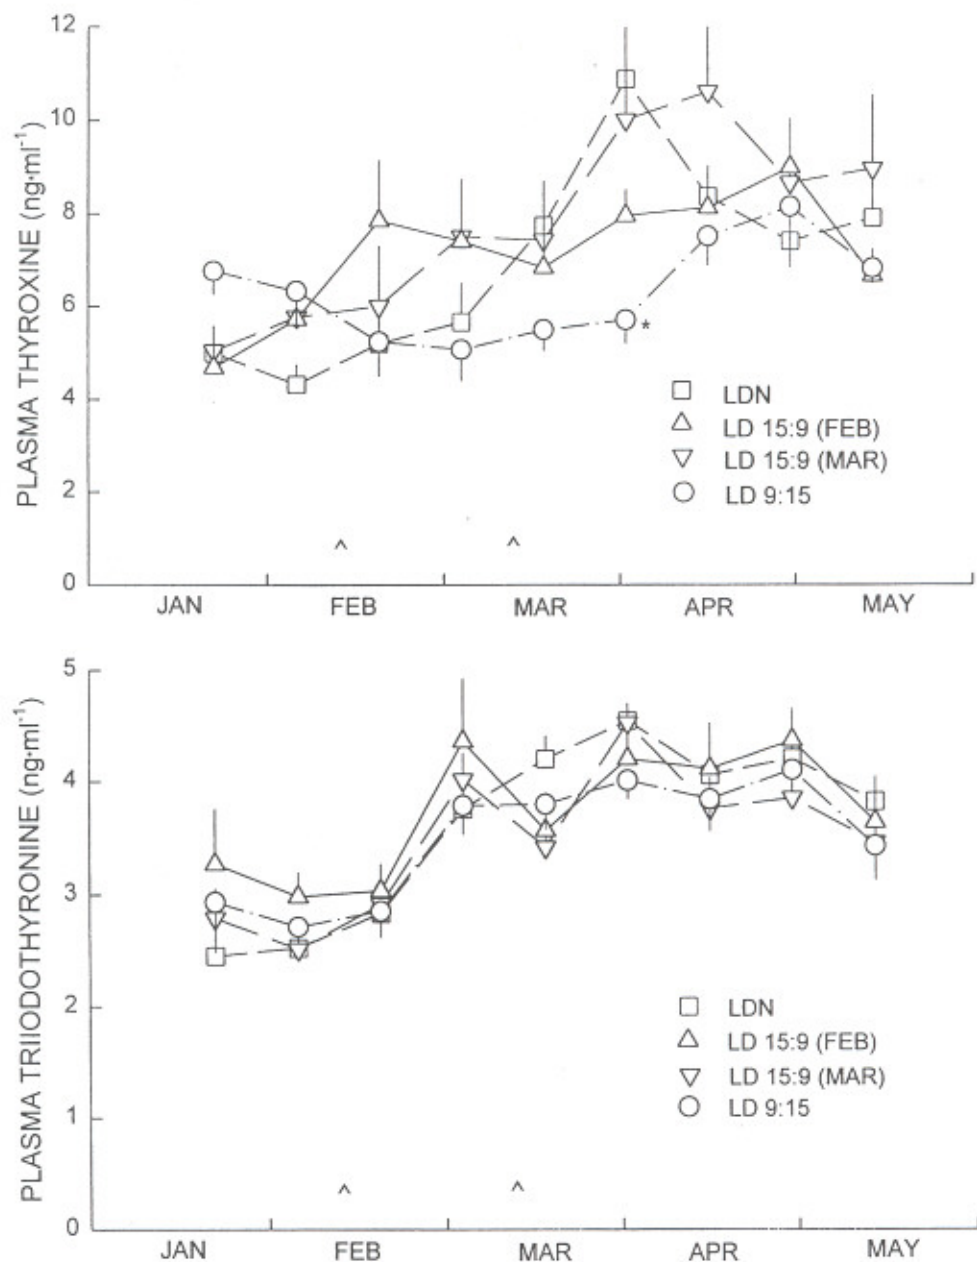 12
10
8
6
4
2
0
PLASMA THYROXINE (ng·ml-1)
*
LDN
LD 15:9 (FEB)
LD 15:9 (MAR)
LD 9:15
^ ^
JAN FEB MAR APR MAY
5
4
3
2
1
0
PLASMA TRIIODOTHYRONINE (ng·ml-1)
LDN
LD 15:9 (FEB)
LD 15:9 (MAR)
LD 9:15
^ ^
JAN FEB MAR APR MAY